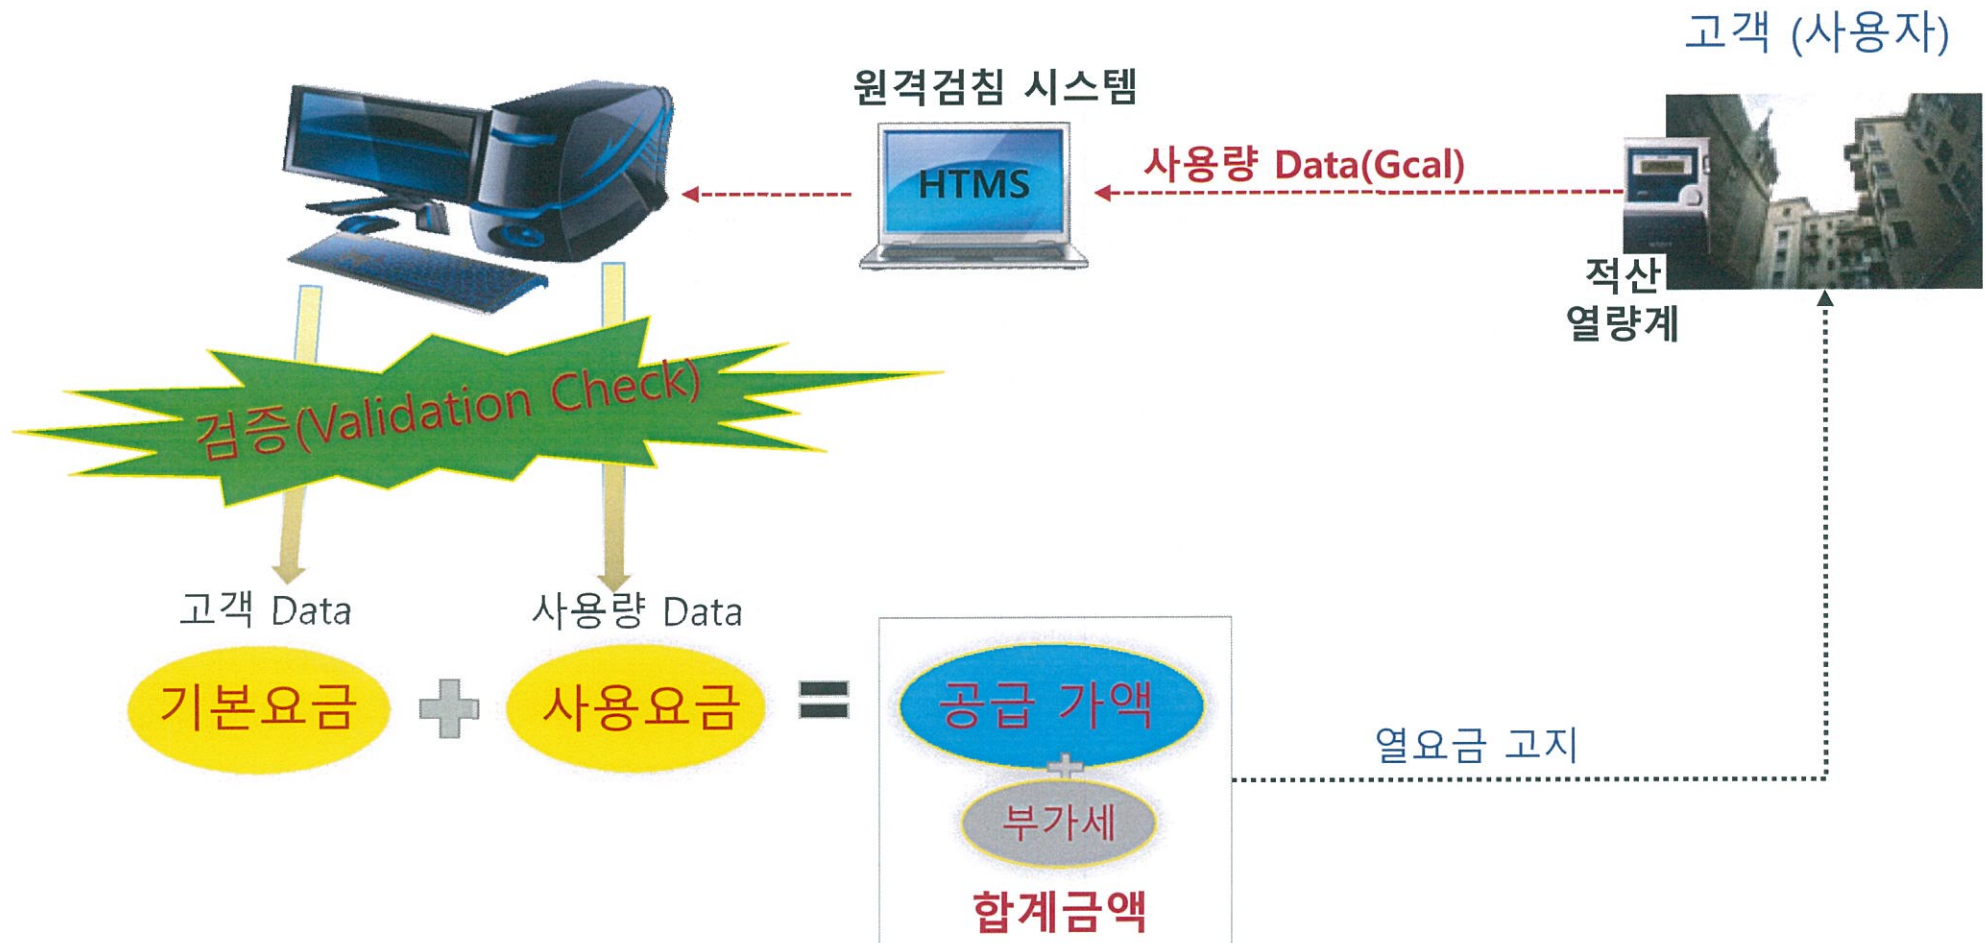 고객 (사용자)
원격검침 시스템
HTMS
사용량 Data(Gcal)
적산
열량계
검증(Validation Check)
고객 Data
사용량 Data
기본요금
+
사용요금
=
공급 가액
+
부가세
합계금액
열요금 고지